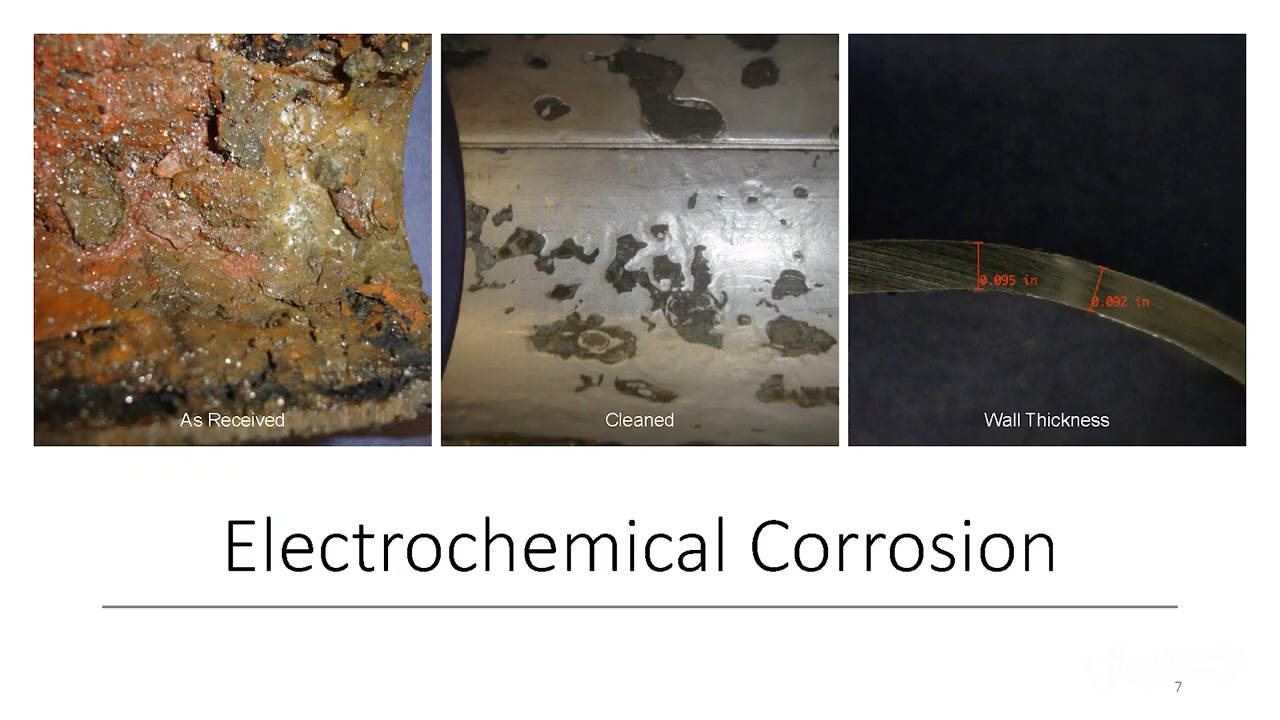 As Received
Cleaned
0.095 in
0.092 in
Wall Thickness
Electrochemical Corrosion
7